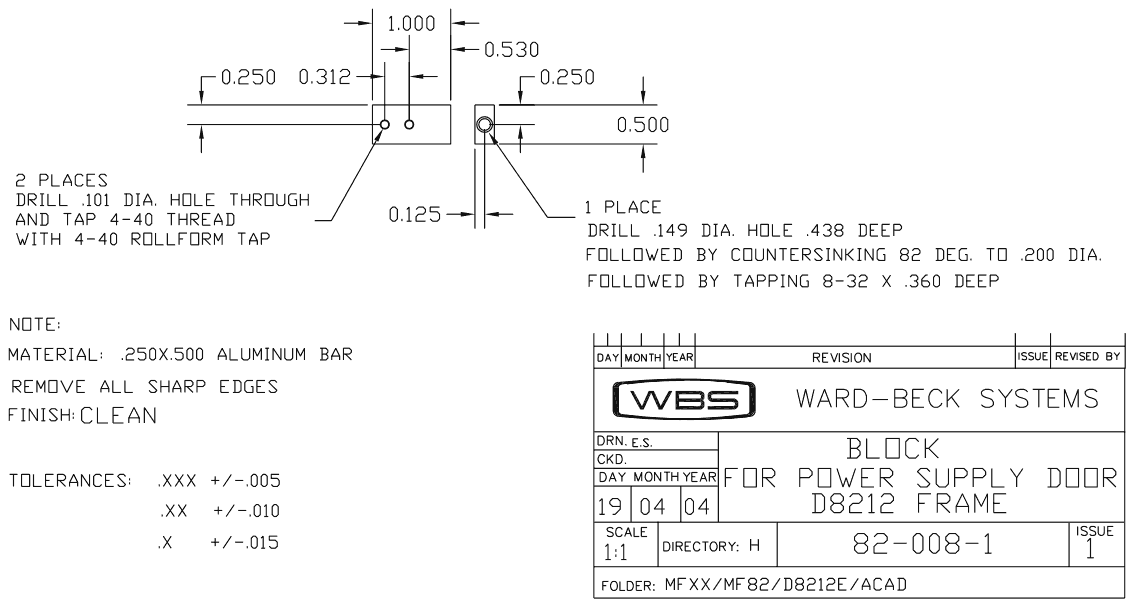 1.000
0.530
0.250 0.312 0.250
0.500
0.125
2 PLACES
DRILL .101 DIA. HOLE THROUGH
AND TAP 4-40 THREAD
WITH 4-40 ROLLFORM TAP
1 PLACE
DRILL .149 DIA. HOLE .438 DEEP
FOLLOWED BY COUNTERSINKING 82 DEG. TO .200 DIA.
FOLLOWED BY TAPPING 8-32 X .360 DEEP
NOTE:
MATERIAL: .250X.500 ALUMINUM BAR
REMOVE ALL SHARP EDGES
FINISH: CLEAN
TOLERANCES: .XXX +/-.005
.XX +/-.010
.X +/-.015
DAY MONTH YEAR REVISION ISSUE REVISED BY
WBS WARD-BECK SYSTEMS
DRN. E.S.
CKD.
DAY MONTH YEAR
19 04 04
BLOCK
FOR POWER SUPPLY DOOR
D8212 FRAME
SCALE
1:1
DIRECTORY: H
82-008-1
ISSUE
1
FOLDER: MFXX/MF82/D8212E/ACAD